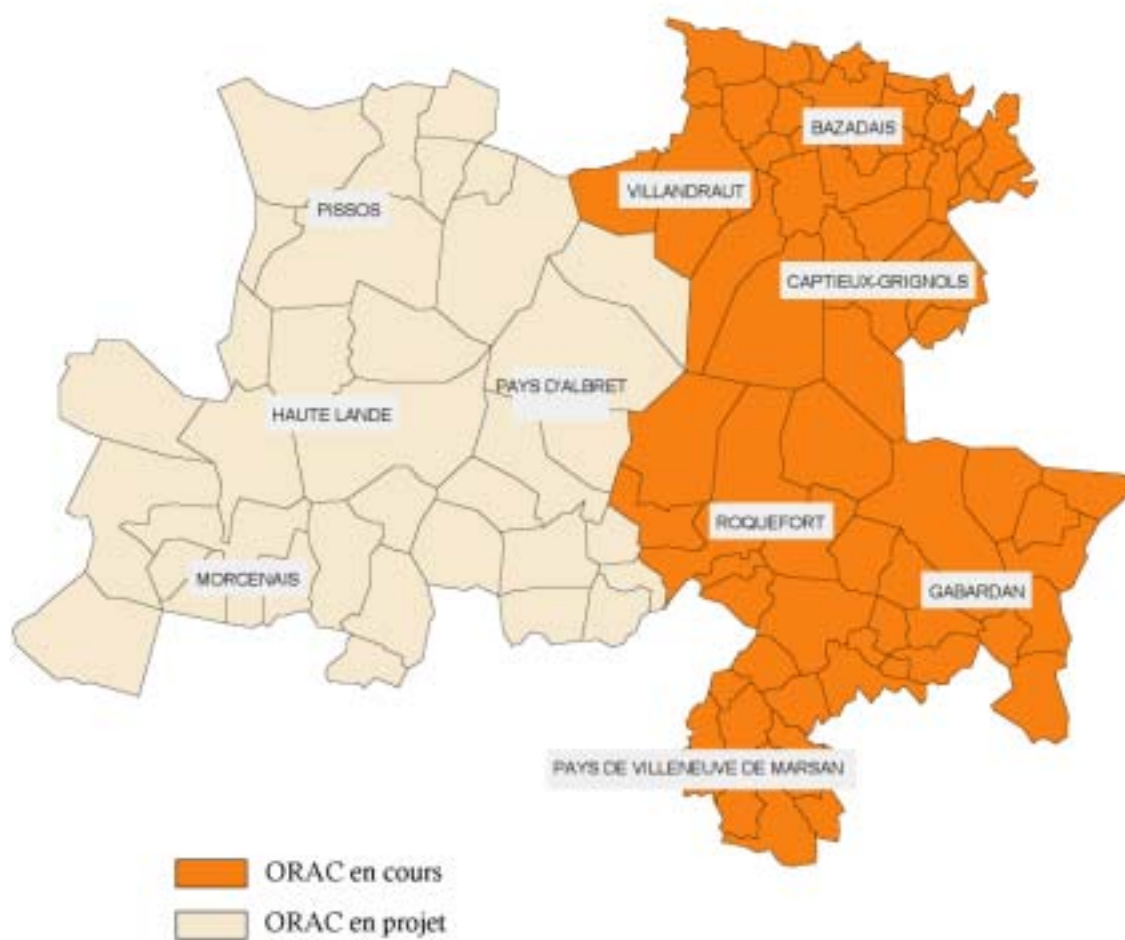 BAZADAIS
VILLANDRAUT
PISSOS
CAPTIEUX-GRIGNOLS
PAYS D'ALBRET
HAUTE LANDE
ROQUEFORT
MORCENAIS
GABARDAN
PAYS DE VILLENEUVE DE MARSAN
ORAC en cours
ORAC en projet